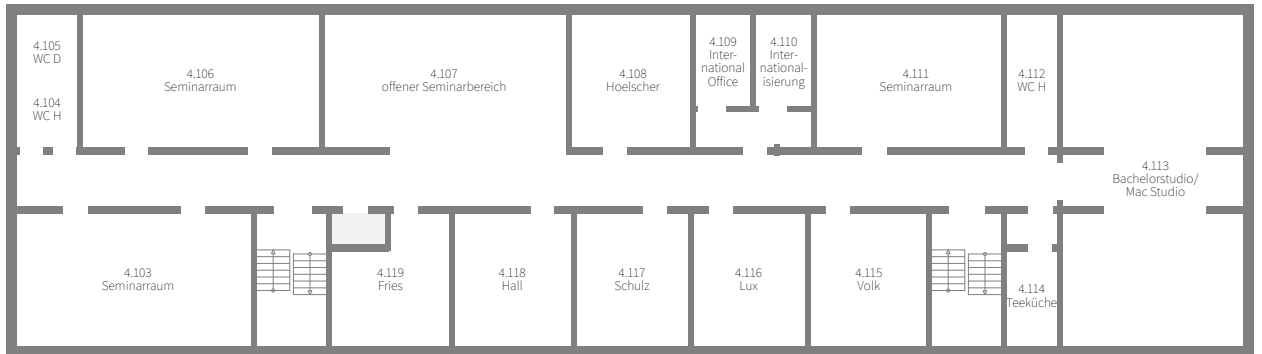 4.105
WC D
4.104
WC H
4.106
Seminarraum
4.107
offener Seminarbereich
4.108
Hoelscher
4.109
Inter-
national
Office
4.110
Inter-
national-
isierung
4.111
Seminarraum
4.112
WC H
4.113
Bachelorstudio/
Mac Studio
4.103
Seminarraum
4.119
Fries
4.118
Hall
4.117
Schulz
4.116
Lux
4.115
Volk
4.114
Teeküche